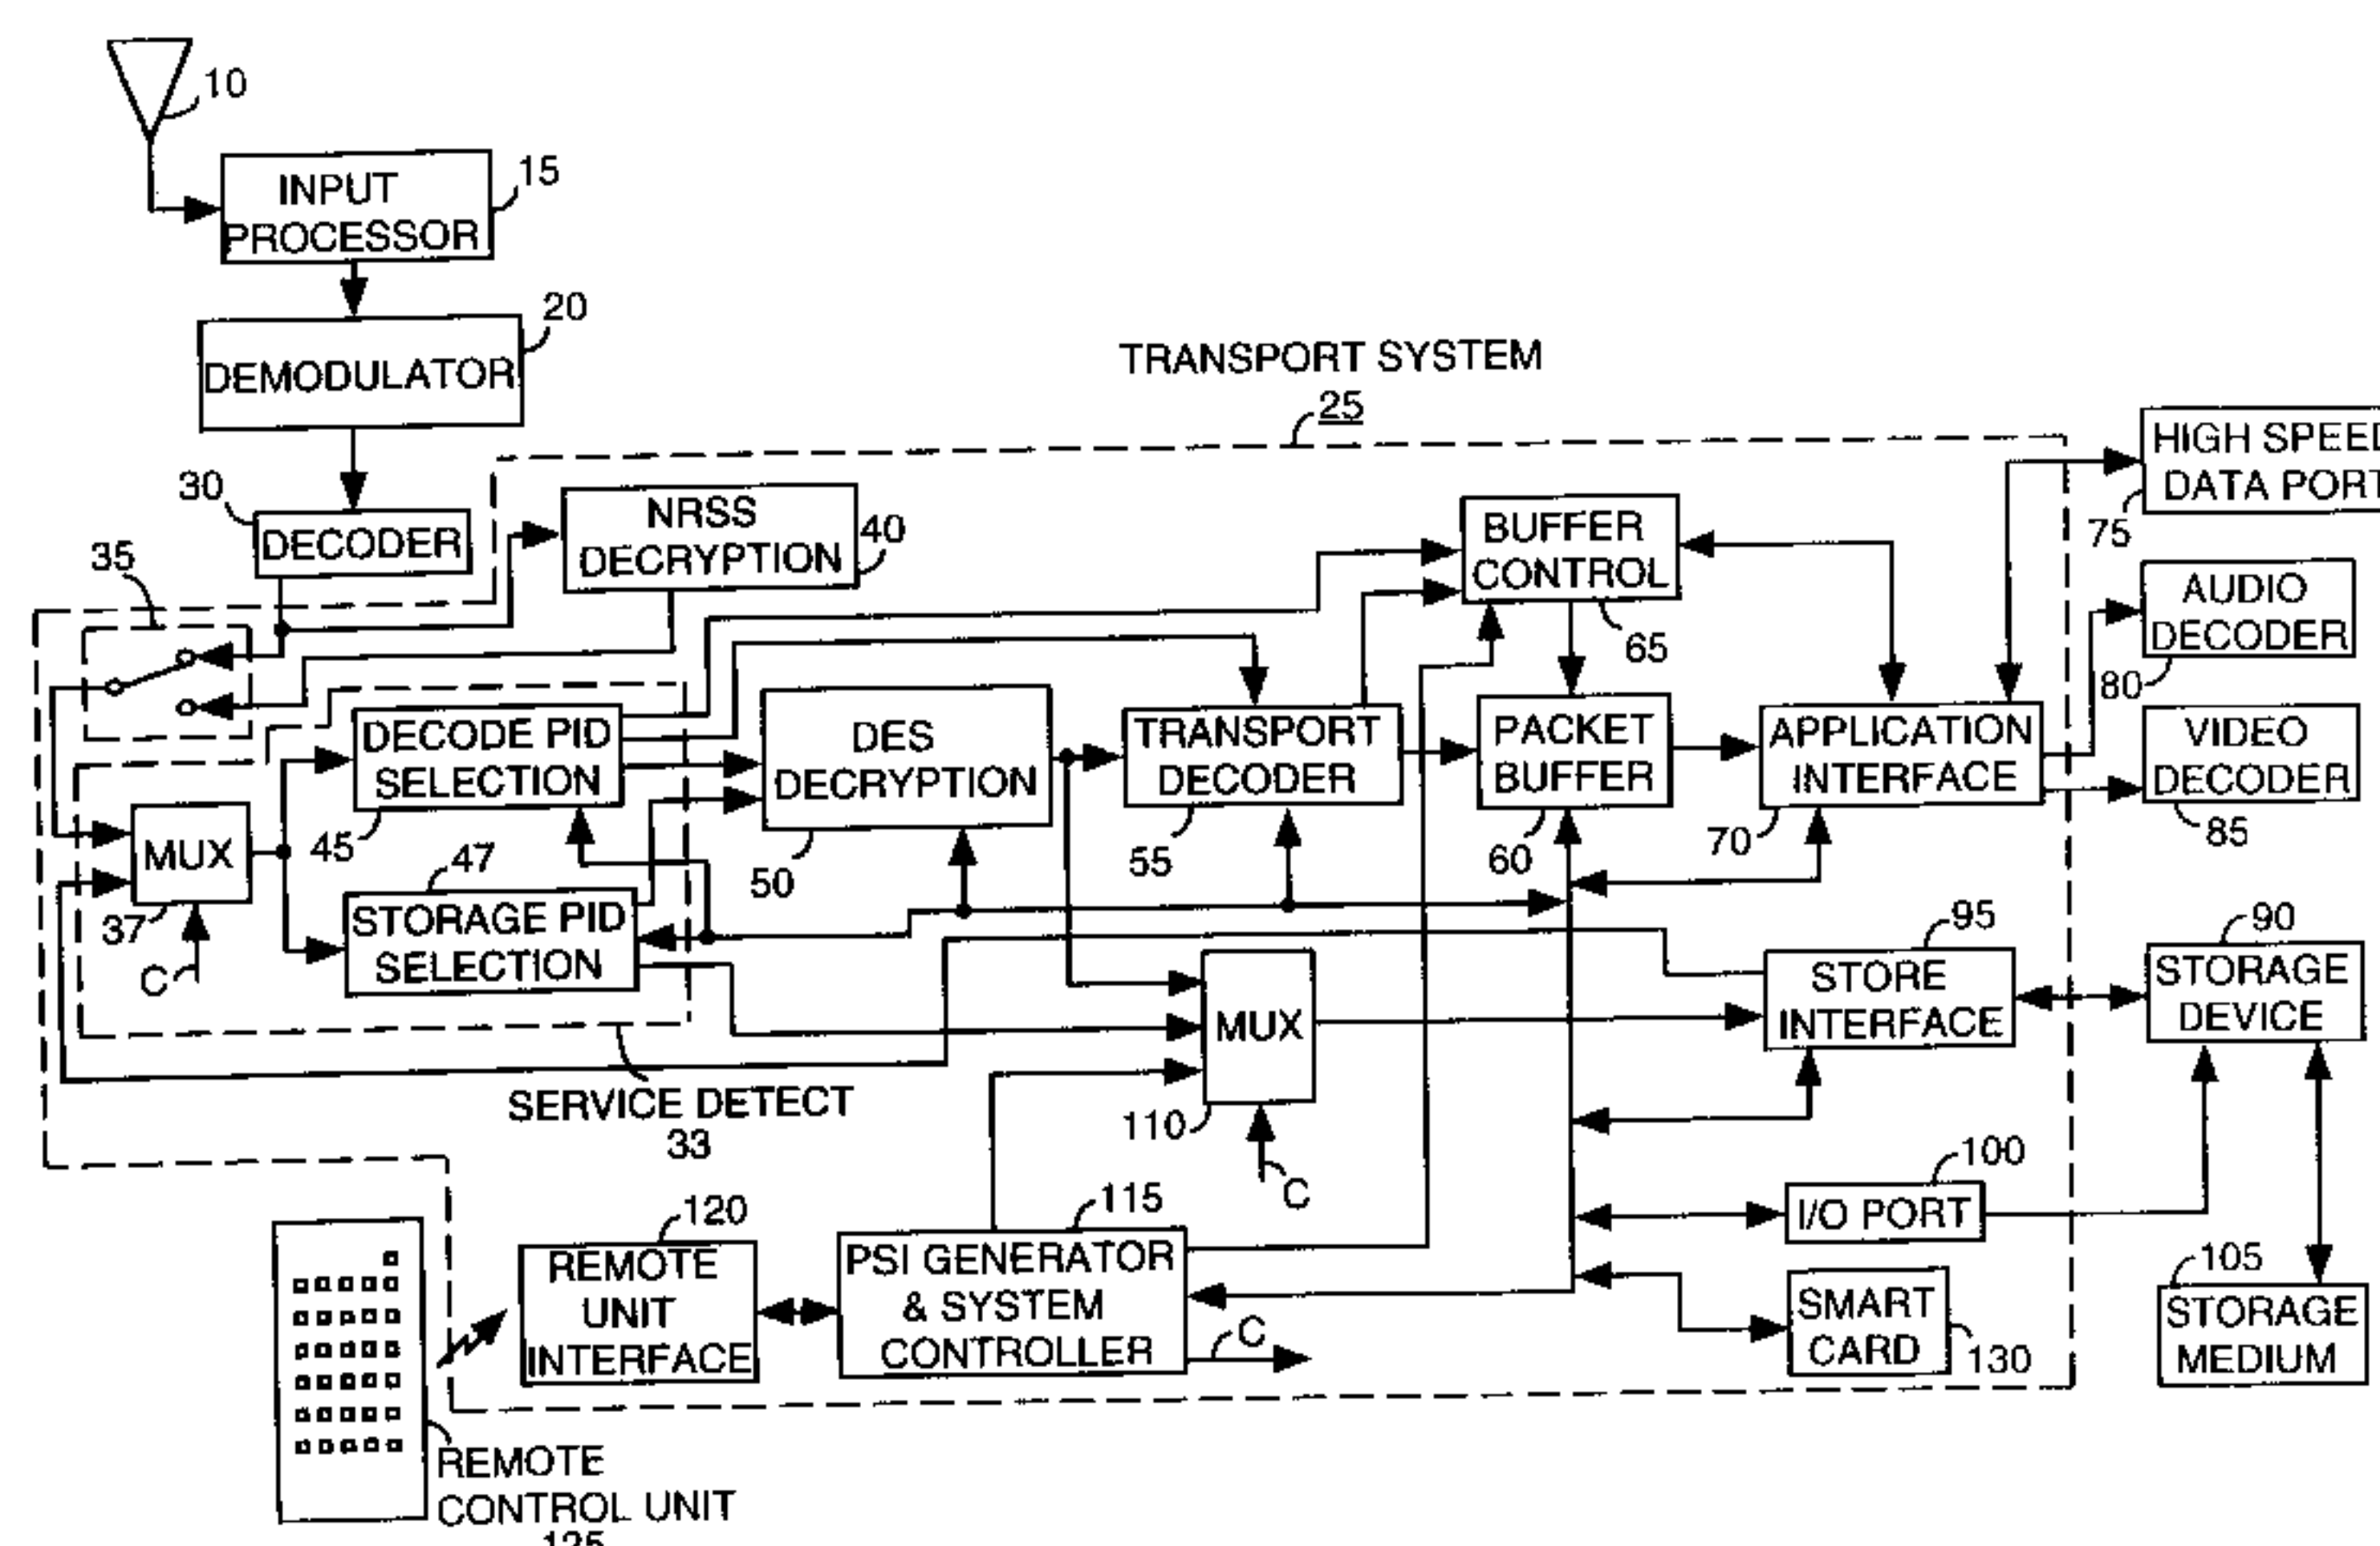 10
INPUT
PROCESSOR
15
20
DEMODULATOR
TRANSPORT SYSTEM
25
30
DECODER
35
NRSS
DECRYPTION
40
BUFFER
CONTROL
65
HIGH SPEED
DATA PORT
75
AUDIO
DECODER
80
DECODE PID
SELECTION
45
DES
DECRYPTION
50
TRANSPORT
DECODER
55
PACKET
BUFFER
60
APPLICATION
INTERFACE
70
VIDEO
DECODER
85
MUX
37
C
47
STORAGE PID
SELECTION
SERVICE DETECT
33
MUX
110
C
95
STORE
INTERFACE
90
STORAGE
DEVICE
100
I/O PORT
105
STORAGE
MEDIUM
SMART
CARD
130
115
PSI GENERATOR
& SYSTEM
CONTROLLER
C
120
REMOTE
UNIT
INTERFACE
REMOTE
CONTROL UNIT
125